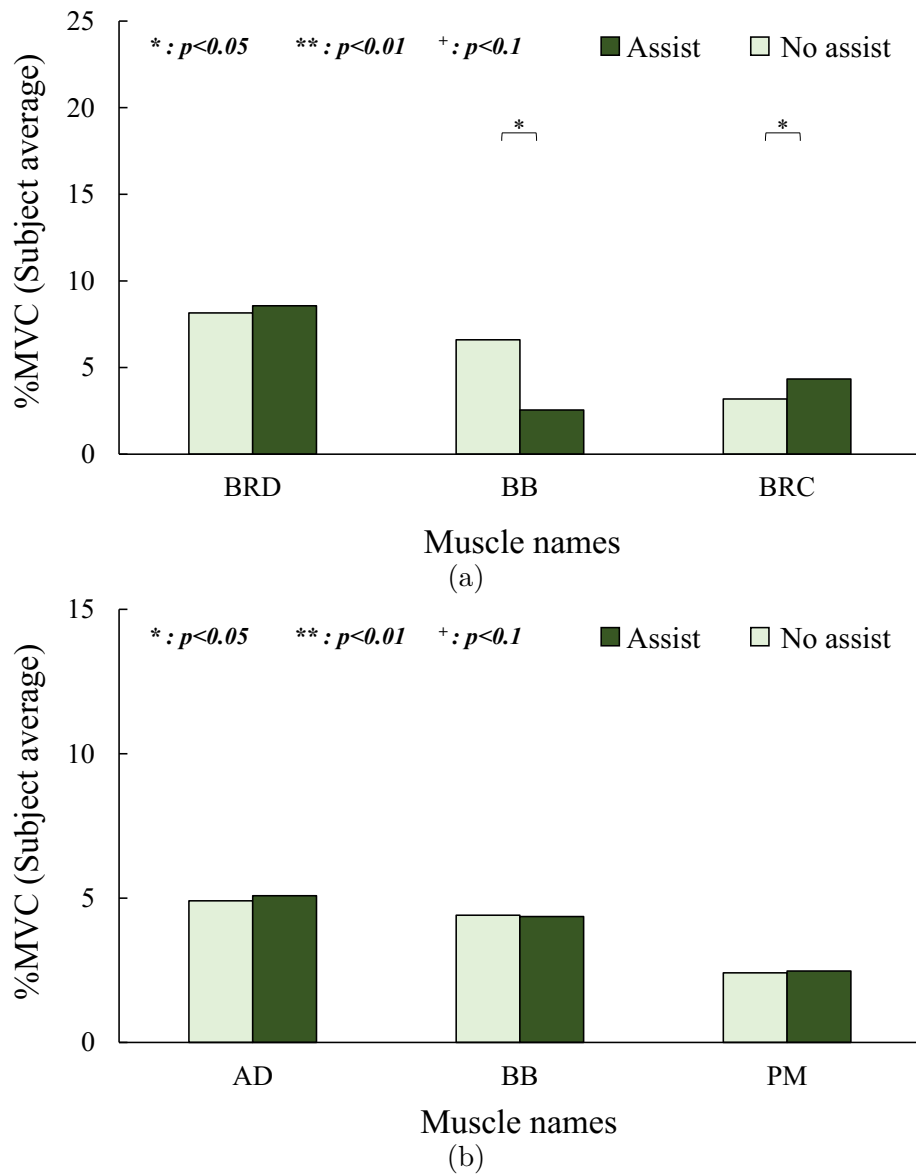 25
* : p<0.05 ** : p<0.01 + : p<0.1 Assist No assist
20
* *
15
10
5
0
%MVC (Subject average)
BRD BB BRC
Muscle names
(a)
15
* : p<0.05 ** : p<0.01 + : p<0.1 Assist No assist
10
5
0
%MVC (Subject average)
AD BB PM
Muscle names
(b)